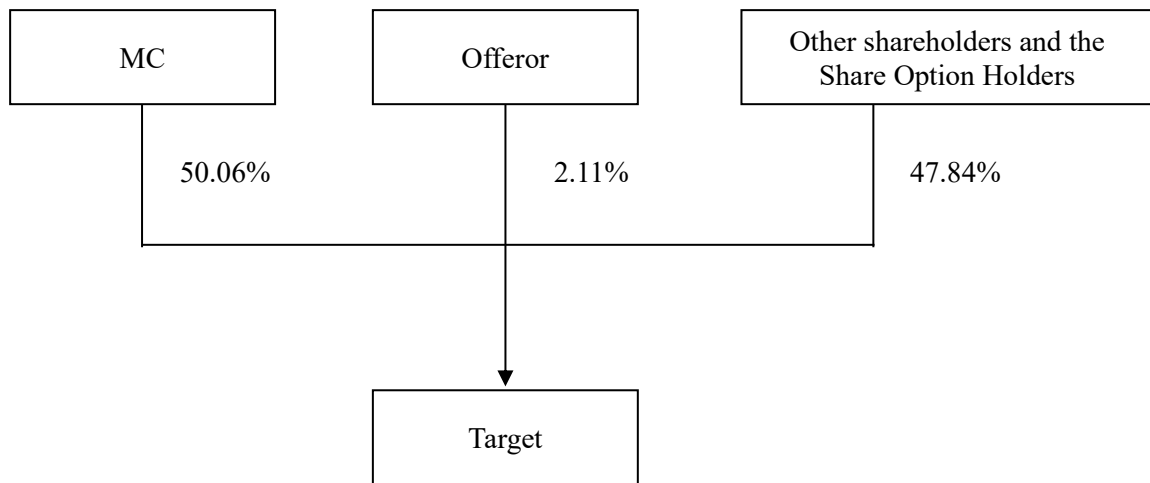 MC
Offeror
Other shareholders and the
Share Option Holders
50.06%
2.11%
47.84%
Target